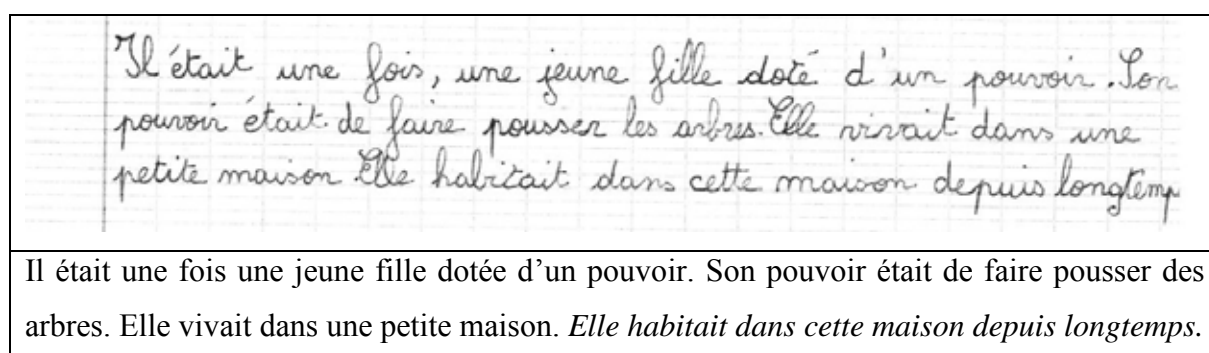 Il était une fois, une jeune fille doté d'un pouvoir. Son
pouvoir était de faire pousser les arbres. Elle vivait dans une
petite maison Elle habitait dans cette maison depuis longtemp
Il était une fois une jeune fille dotée d’un pouvoir. Son pouvoir était de faire pousser des
arbres. Elle vivait dans une petite maison. Elle habitait dans cette maison depuis longtemps.